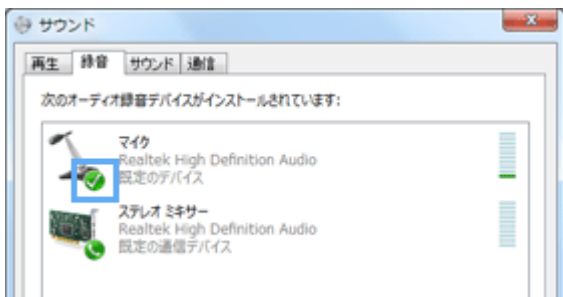 サウンド
再生 録音 サウンド 通信
次のオーディオ録音デバイスがインストールされています:
マイク
Realtek High Definition Audio
既定のデバイス
ステレオ ミキサー
Realtek High Definition Audio
既定の通信デバイス